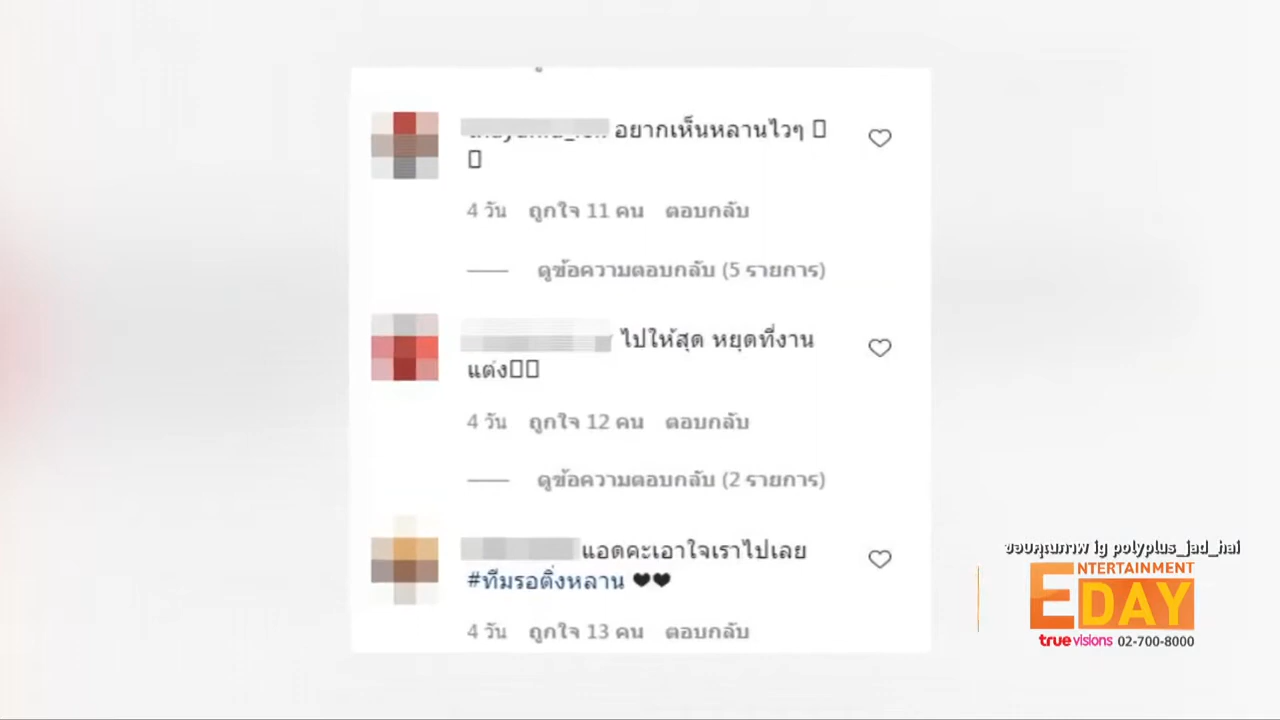 อยากเห็นหลานไวๆ
4 วัน ถูกใจ 11 คน ตอบกลับ
ดูข้อความตอบกลับ (5 รายการ)
ไปให้สุด หยุดที่งาน
แต่ง
4 วัน ถูกใจ 12 คน ตอบกลับ
ดูข้อความตอบกลับ (2 รายการ)
แอดคะเอาใจเราไปเลย
#ทีมรอติ่งหลาน ❤❤
4 วัน ถูกใจ 13 คน ตอบกลับ
ขอบคุณภาพ ig polyplus_jad_hai
ENTERTAINMENT
DAY
truevisions 02-700-8000